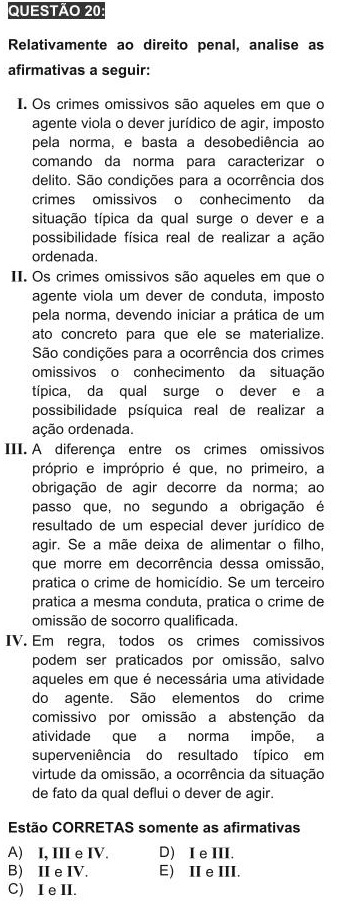 QUESTÃO 20:
Relativamente ao direito penal, analise as
afirmativas a seguir:
I. Os crimes omissivos são aqueles em que o
agente viola o dever jurídico de agir, imposto
pela norma, e basta a desobediência ao
comando da norma para caracterizar o
delito. São condições para a ocorrência dos
crimes omissivos o conhecimento da
situação típica da qual surge o dever e a
possibilidade física real de realizar a ação
ordenada.
II. Os crimes omissivos são aqueles em que o
agente viola um dever de conduta, imposto
pela norma, devendo iniciar a prática de um
ato concreto para que ele se materialize.
São condições para a ocorrência dos crimes
omissivos o conhecimento da situação
típica, da qual surge o dever e a
possibilidade psíquica real de realizar a
ação ordenada.
III. A diferença entre os crimes omissivos
próprio e impróprio é que, no primeiro, a
obrigação de agir decorre da norma; ao
passo que, no segundo a obrigação é
resultado de um especial dever jurídico de
agir. Se a mãe deixa de alimentar o filho,
que morre em decorrência dessa omissão,
pratica o crime de homicídio. Se um terceiro
pratica a mesma conduta, pratica o crime de
omissão de socorro qualificada.
IV. Em regra, todos os crimes comissivos
podem ser praticados por omissão, salvo
aqueles em que é necessária uma atividade
do agente. São elementos do crime
comissivo por omissão a abstenção da
atividade que a norma impõe, a
superveniência do resultado típico em
virtude da omissão, a ocorrência da situação
de fato da qual deflui o dever de agir.
Estão CORRETAS somente as afirmativas
A) I, III e IV. D) I e III.
B) II e IV. E) II e III.
C) I e II.